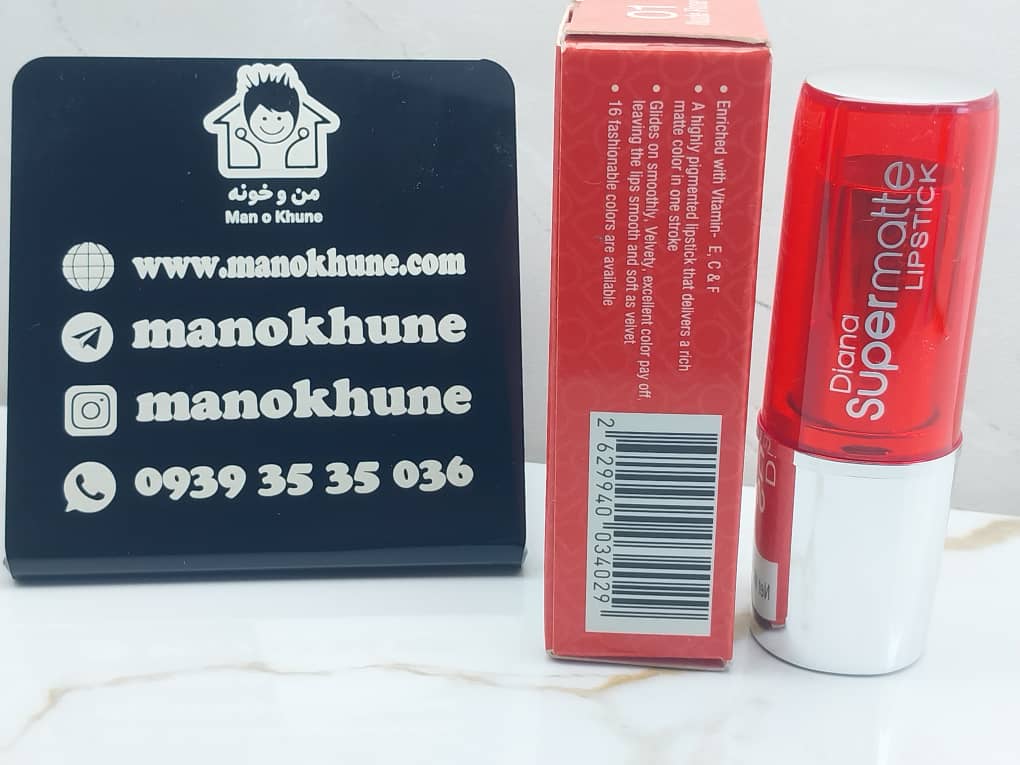 من و خونه
Man o Khune
www.manokhune.com
manokhune
manokhune
0939 35 35 036
01
• Enriched with Vitamin- E, C & F
• A highly pigmented lipstick that delivers a rich
matte color in one stroke
• Glides on smoothly, Velvety, excellent color pay off,
leaving the lips smooth and soft as velvet
• 16 fashionable colors are available
2 629940 034029
Diana
Supermatte
LIPSTICK